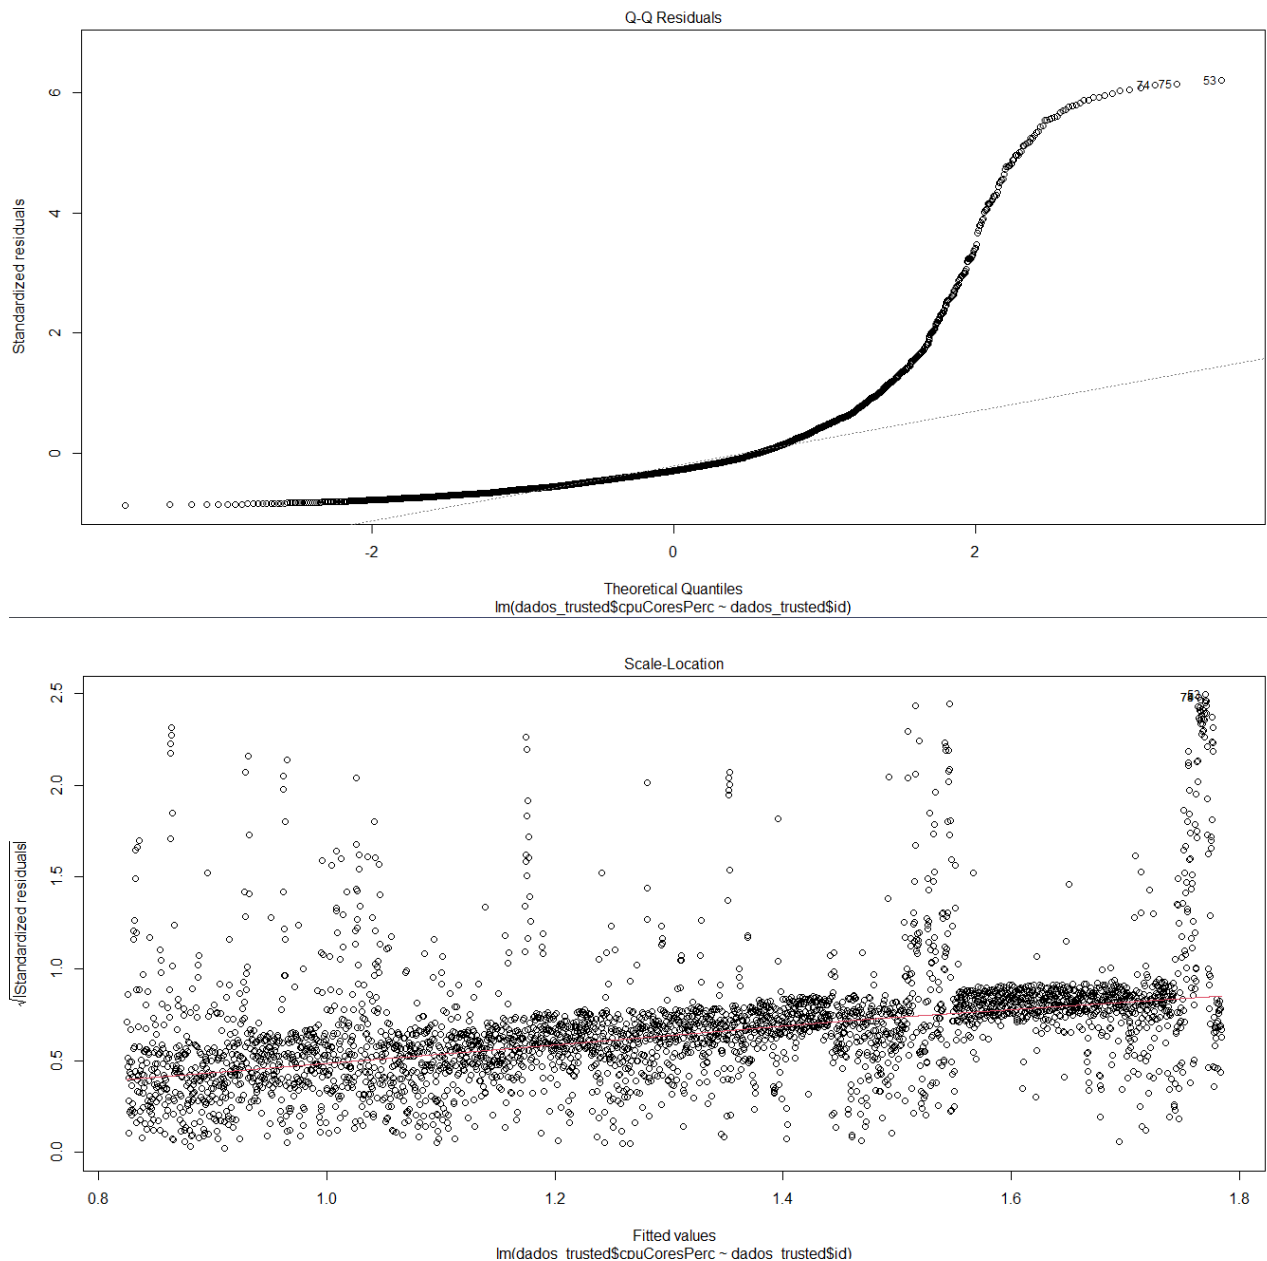 Q-Q Residuals
Standardized residuals
6
4
2
0
74 75 53
-2 0 2
Theoretical Quantiles
lm(dados_trusted$cpuCoresPerc ~ dados_trusted$id)
Scale-Location
√|Standardized residuals|
2.5
2.0
1.5
1.0
0.5
0.0
53
0.8 1.0 1.2 1.4 1.6 1.8
Fitted values
lm(dados_trusted$cpuCoresPerc ~ dados_trusted$id)